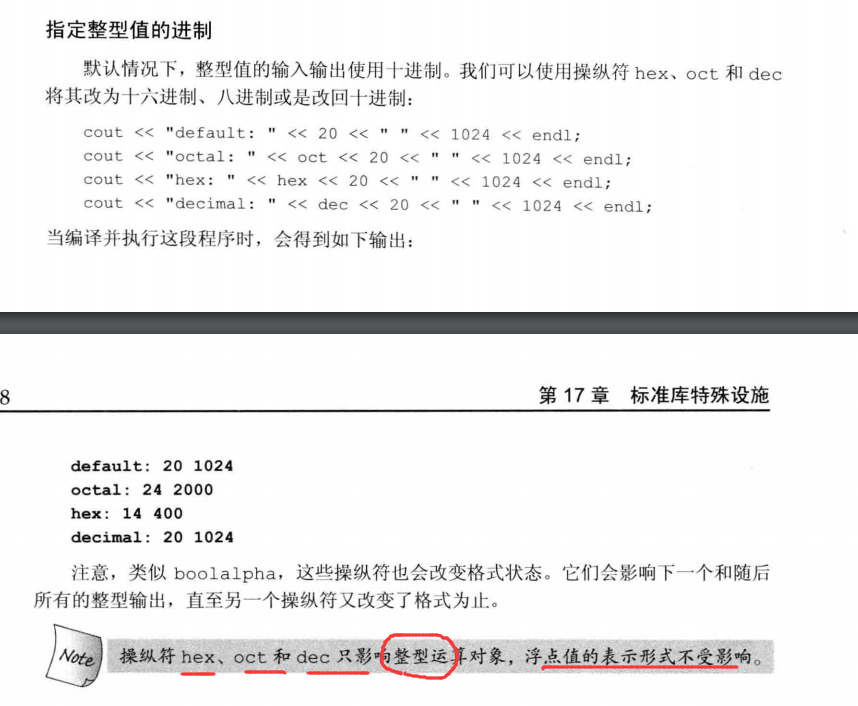 指定整型值的进制
默认情况下，整型值的输入输出使用十进制。我们可以使用操纵符 hex、oct 和 dec
将其改为十六进制、八进制或是改回十进制：
cout << "default: " << 20 << " " << 1024 << endl;
cout << "octal: " << oct << 20 << " " << 1024 << endl;
cout << "hex: " << hex << 20 << " " << 1024 << endl;
cout << "decimal: " << dec << 20 << " " << 1024 << endl;
当编译并执行这段程序时，会得到如下输出：
8
第 17 章 标准库特殊设施
default: 20 1024
octal: 24 2000
hex: 14 400
decimal: 20 1024
注意，类似 boolalpha，这些操纵符也会改变格式状态。它们会影响下一个和随后
所有的整型输出，直至另一个操纵符又改变了格式为止。
Note 操纵符 hex、oct 和 dec 只影响整型运算对象，浮点值的表示形式不受影响。